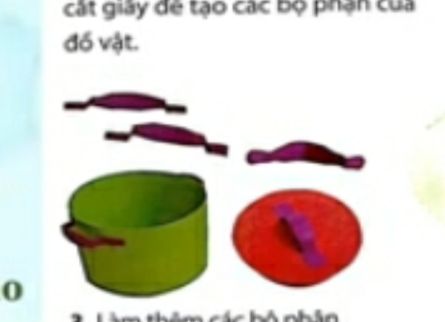 cắt giấy để tạo các bộ phận của
đồ vật.
0
3. Làm thêm các bộ phận